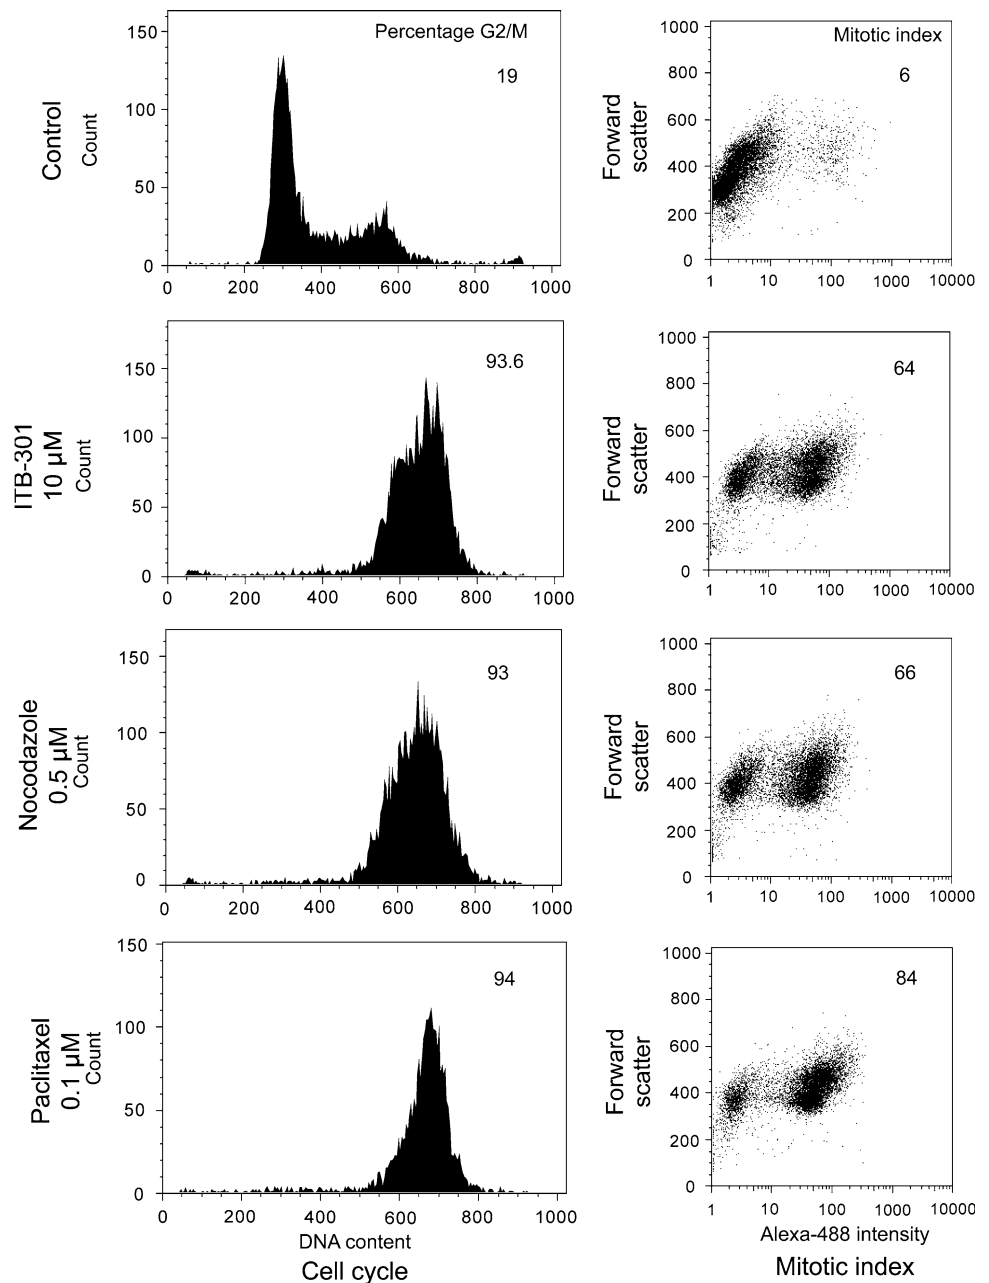 Percentage G2/M
19
Control
Count
150
100
50
0
0 200 400 600 800 1000
Mitotic index
6
Forward
scatter
1000
800
600
400
200
0
1 10 100 1000 10000
93.6
ITB-301
10 µM
Count
150
100
50
0
0 200 400 600 800 1000
64
Forward
scatter
1000
800
600
400
200
0
1 10 100 1000 10000
93
Nocodazole
0.5 µM
Count
150
100
50
0
0 200 400 600 800 1000
66
Forward
scatter
1000
800
600
400
200
0
1 10 100 1000 10000
94
Paclitaxel
0.1 µM
Count
150
100
50
0
0 200 400 600 800 1000
DNA content
Cell cycle
84
Forward
scatter
1000
800
600
400
200
0
1 10 100 1000 10000
Alexa-488 intensity
Mitotic index